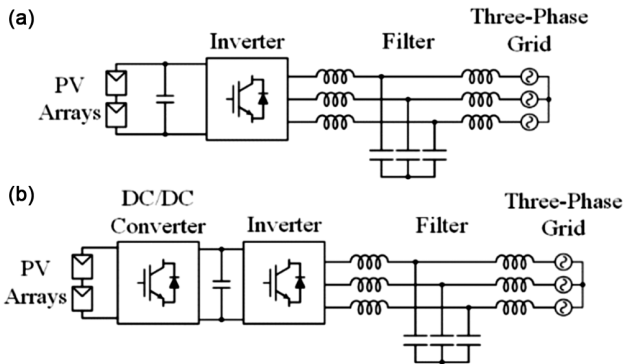 (a)
Three-Phase
Grid
Inverter
Filter
PV
Arrays
(b)
DC/DC
Converter
Inverter
Filter
Three-Phase
Grid
PV
Arrays